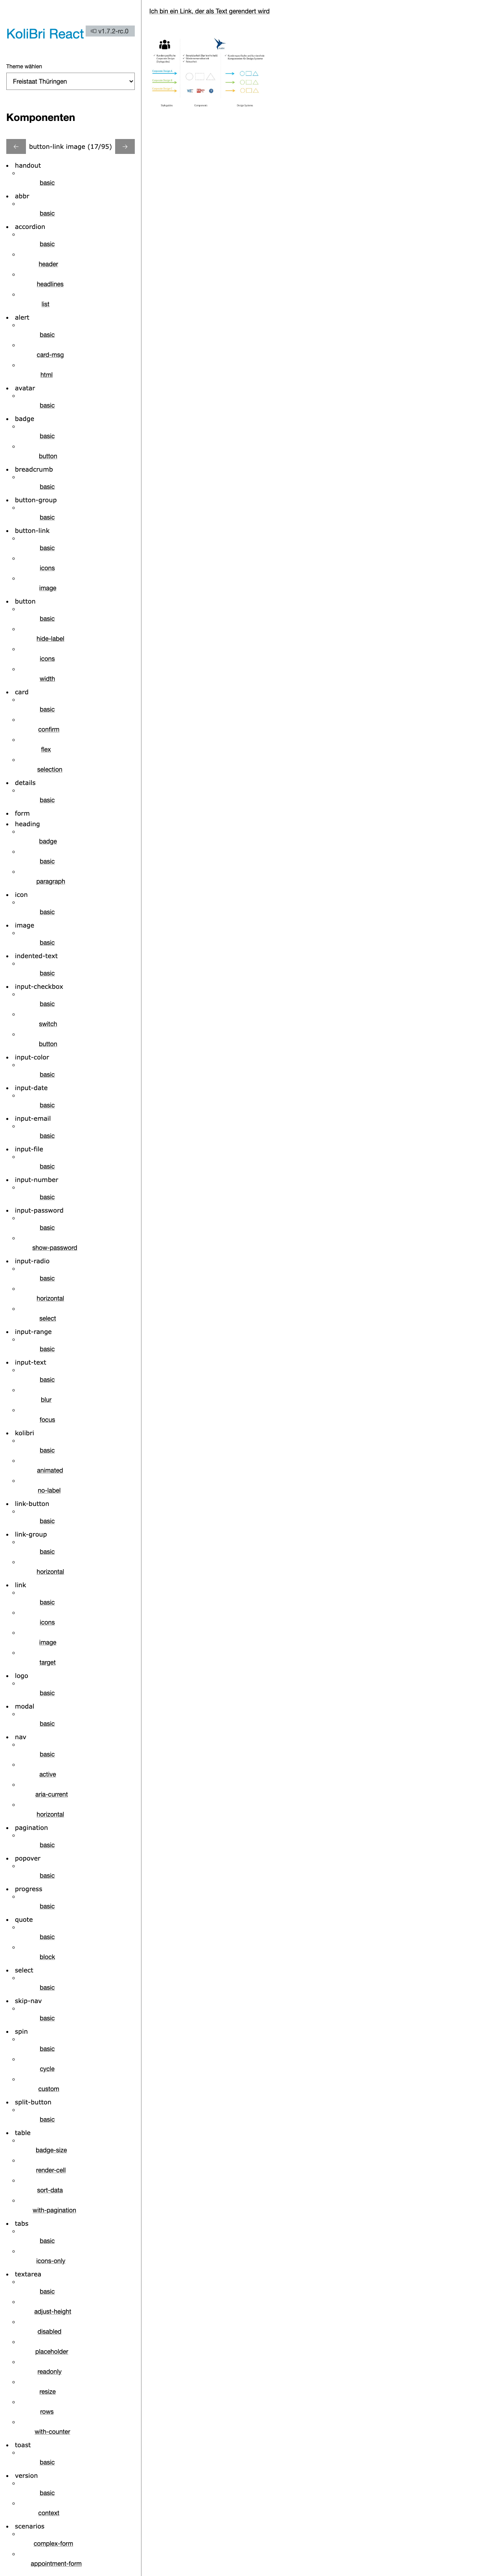 KoliBri React
v1.7.2-rc.0
Theme wählen
Freistaat Thüringen
Komponenten
button-link image (17/95)
handout
basic
abbr
basic
accordion
basic
header
headlines
list
alert
basic
card-msg
html
avatar
basic
badge
basic
button
breadcrumb
basic
button-group
basic
button-link
basic
icons
image
button
basic
hide-label
icons
width
card
basic
confirm
flex
selection
details
basic
form
heading
badge
basic
paragraph
icon
basic
image
basic
indented-text
basic
input-checkbox
basic
switch
button
input-color
basic
input-date
basic
input-email
basic
input-file
basic
input-number
basic
input-password
basic
show-password
input-radio
basic
horizontal
select
input-range
basic
input-text
basic
blur
focus
kolibri
basic
animated
no-label
link-button
basic
link-group
basic
horizontal
link
basic
icons
image
target
logo
basic
modal
basic
nav
basic
active
aria-current
horizontal
pagination
basic
popover
basic
progress
basic
quote
basic
block
select
basic
skip-nav
basic
spin
basic
cycle
custom
split-button
basic
table
badge-size
render-cell
sort-data
with-pagination
tabs
basic
icons-only
textarea
basic
adjust-height
disabled
placeholder
readonly
resize
rows
with-counter
toast
basic
version
basic
context
scenarios
complex-form
appointment-form
Ich bin ein Link, der als Text gerendert wird